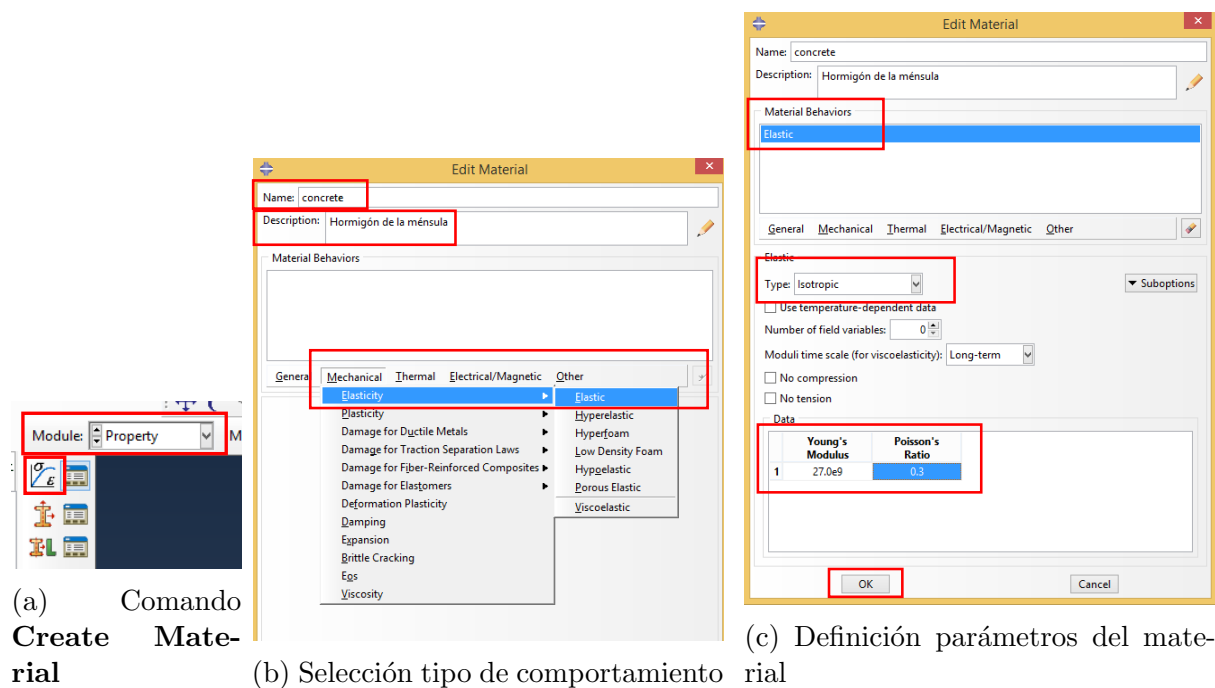 Module: Property M
σ
ε
(a) Comando
Create Mate-
rial
Edit Material
Name: concrete
Description: Hormigón de la ménsula
Material Behaviors
General Mechanical Thermal Electrical/Magnetic Other
Elasticity
Plasticity
Damage for Ductile Metals
Damage for Traction Separation Laws
Damage for Fiber-Reinforced Composites
Damage for Elastomers
Deformation Plasticity
Damping
Expansion
Brittle Cracking
Eos
Viscosity
Elastic
Hyperelastic
Hyperfoam
Low Density Foam
Hypoelastic
Porous Elastic
Viscoelastic
(b) Selección tipo de comportamiento
Edit Material
Name: concrete
Description: Hormigón de la ménsula
Material Behaviors
Elastic
General Mechanical Thermal Electrical/Magnetic Other
Elastic
Type: Isotropic
Suboptions
Use temperature-dependent data
Number of field variables: 0
Moduli time scale (for viscoelasticity): Long-term
No compression
No tension
Data
Young's Poisson's
Modulus Ratio
1 27.0e9 0.3
OK Cancel
(c) Definición parámetros del mate-
rial